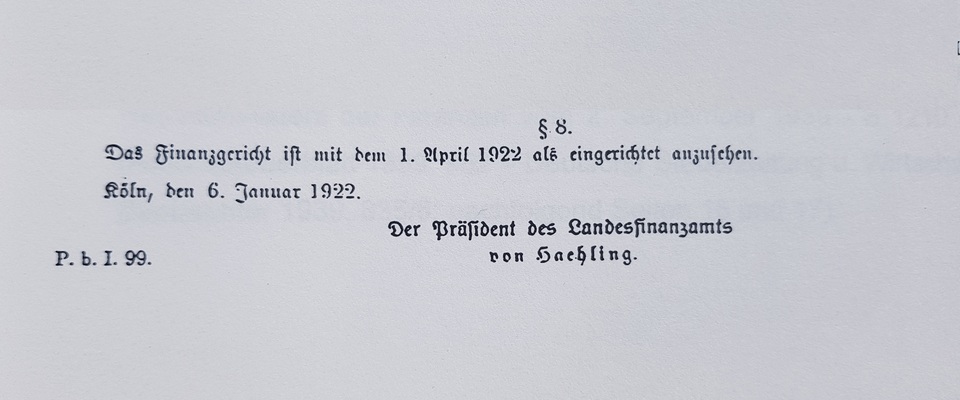 § 8.
Das Finanzgericht ist mit dem 1. April 1922 als eingerichtet anzusehen.
Köln, den 6. Januar 1922.
Der Präsident des Landesfinanzamts
von Haehling.
P. b. I. 99.